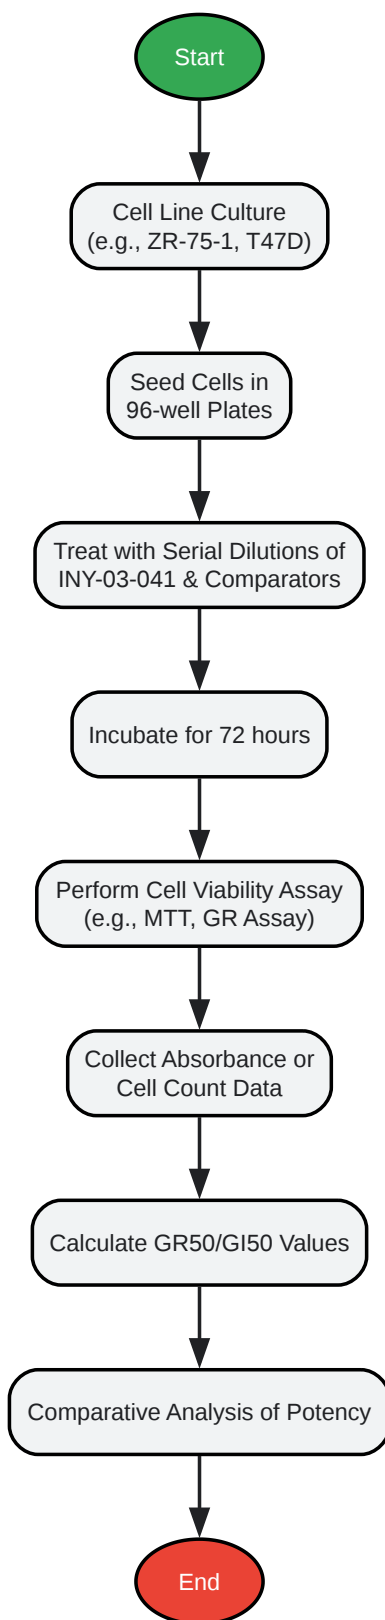 Start
Cell Line Culture
(e.g., ZR-75-1, T47D)
Seed Cells in
96-well Plates
Treat with Serial Dilutions of
INY-03-041 & Comparators
Incubate for 72 hours
Perform Cell Viability Assay
(e.g., MTT, GR Assay)
Collect Absorbance or
Cell Count Data
Calculate GR50/GI50 Values
Comparative Analysis of Potency
End